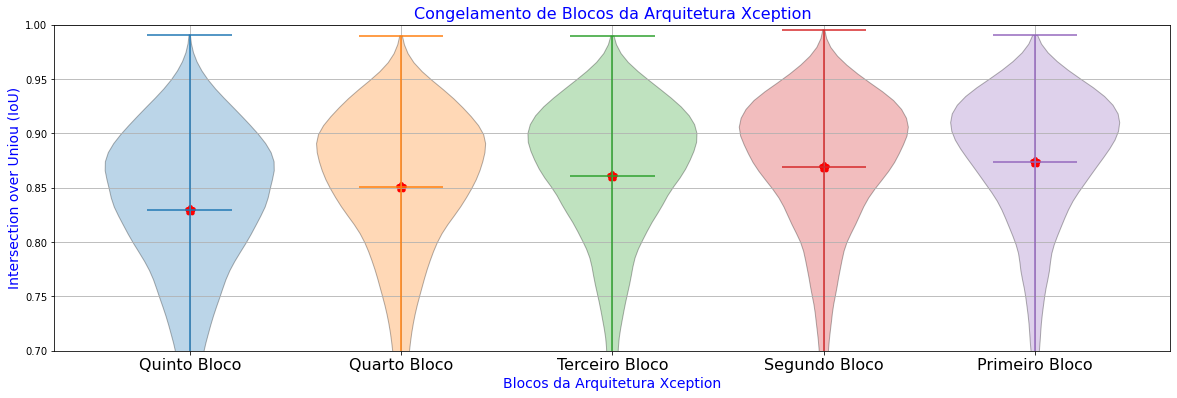 Congelamento de Blocos da Arquitetura Xception
Intersection over Uniou (IoU)
1.00
0.95
0.90
0.85
0.80
0.75
0.70
Quinto Bloco Quarto Bloco Terceiro Bloco Segundo Bloco Primeiro Bloco
Blocos da Arquitetura Xception